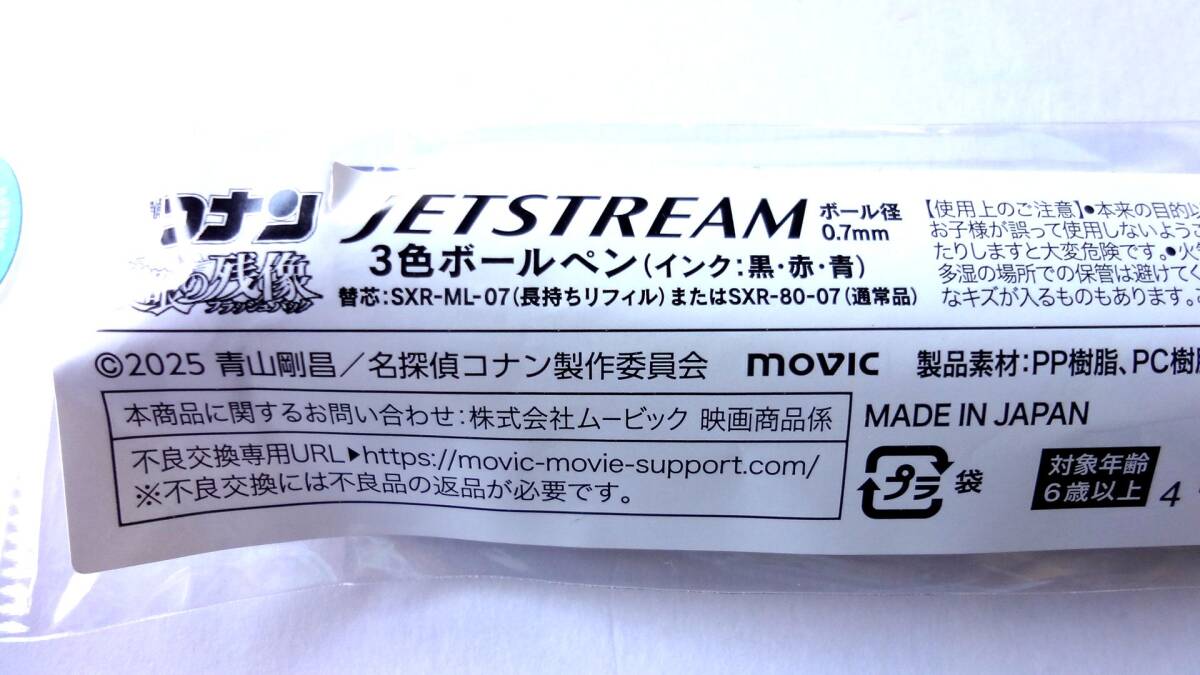 コナン
の残像
フラッシュバック
JETSTREAM
ボール径
0.7mm
3色ボールペン(インク:黒・赤・青)
替芯:SXR-ML-07(長持ちリフィル)またはSXR-80-07(通常品)
【使用上のご注意】●本来の目的以
お子様が誤って使用しないようご
たりしますと大変危険です。●火
多湿の場所での保管は避けてく
なキズが入るものもあります。
©2025 青山剛昌/名探偵コナン製作委員会
movic
製品素材:PP樹脂、PC樹脂
本商品に関するお問い合わせ:株式会社ムービック 映画商品係
不良交換専用URL▶https://movic-movie-support.com/
※不良交換には不良品の返品が必要です。
MADE IN JAPAN
プラ
袋
対象年齢
6歳以上
4